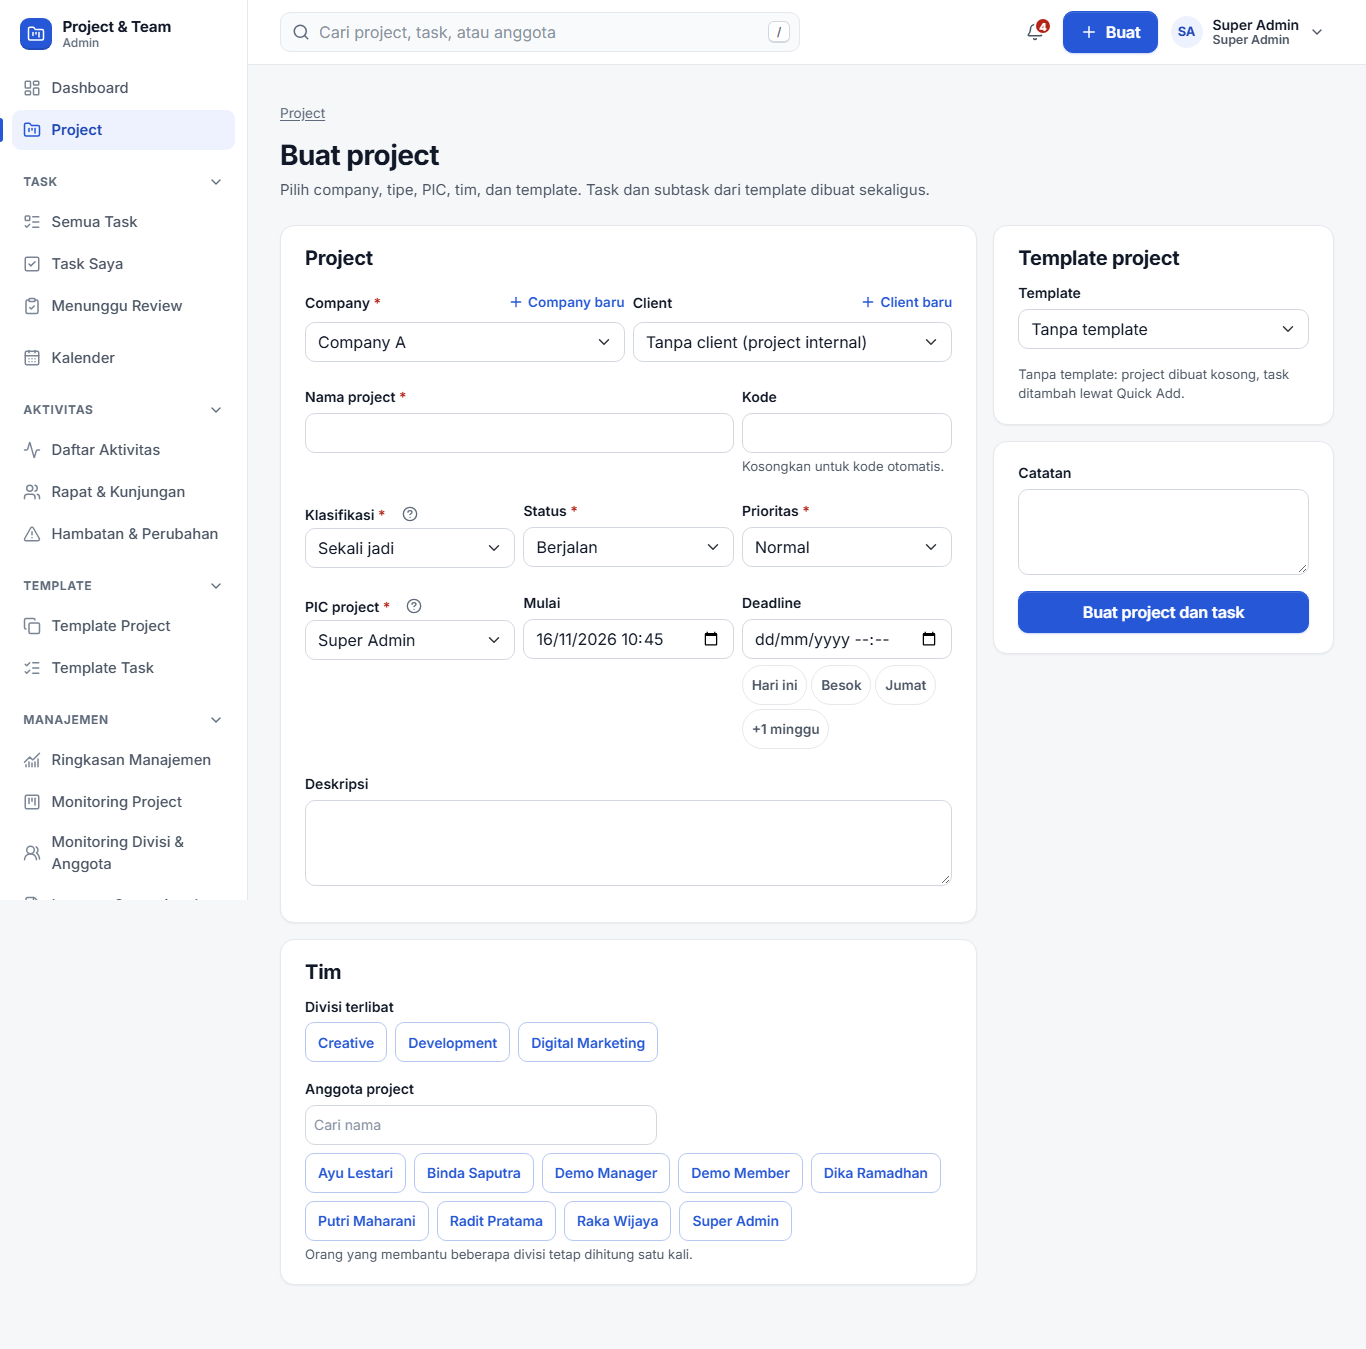 Project & Team
Admin
Dashboard
Project
TASK
Semua Task
Task Saya
Menunggu Review
Kalender
AKTIVITAS
Daftar Aktivitas
Rapat & Kunjungan
Hambatan & Perubahan
TEMPLATE
Template Project
Template Task
MANAJEMEN
Ringkasan Manajemen
Monitoring Project
Monitoring Divisi &
Anggota
Cari project, task, atau anggota
/
4
+ Buat
SA
Super Admin
Super Admin
Project
Buat project
Pilih company, tipe, PIC, tim, dan template. Task dan subtask dari template dibuat sekaligus.
Project
Company *
+ Company baru
Client
+ Client baru
Company A
Tanpa client (project internal)
Nama project *
Kode
Kosongkan untuk kode otomatis.
Klasifikasi *
Status *
Prioritas *
Sekali jadi
Berjalan
Normal
PIC project *
Mulai
Deadline
Super Admin
16/11/2026 10:45
dd/mm/yyyy --:--
Hari ini
Besok
Jumat
+1 minggu
Deskripsi
Tim
Divisi terlibat
Creative
Development
Digital Marketing
Anggota project
Cari nama
Ayu Lestari
Binda Saputra
Demo Manager
Demo Member
Dika Ramadhan
Putri Maharani
Radit Pratama
Raka Wijaya
Super Admin
Orang yang membantu beberapa divisi tetap dihitung satu kali.
Template project
Template
Tanpa template
Tanpa template: project dibuat kosong, task
ditambah lewat Quick Add.
Catatan
Buat project dan task